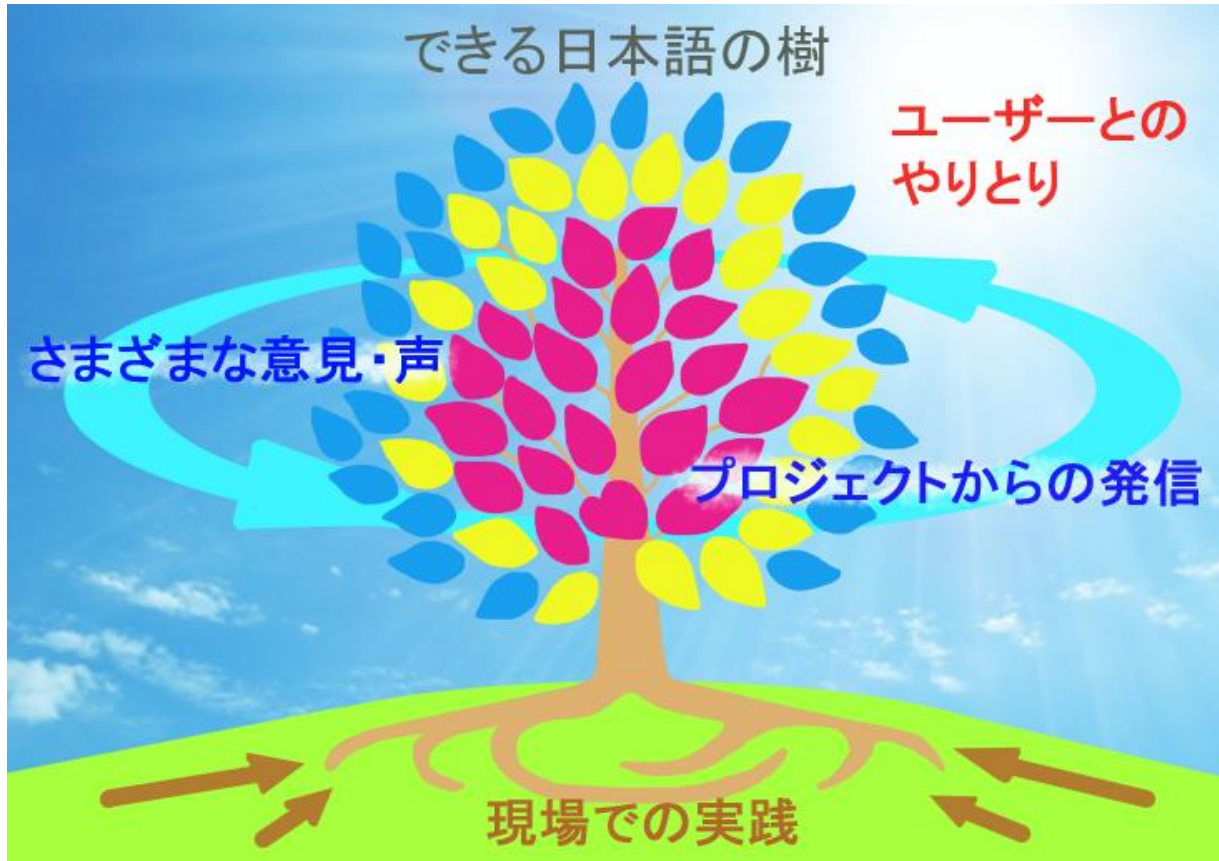 できる日本語の樹
ユーザーとの
やりとり
さまざまな意見・声
プロジェクトからの発信
現場での実践